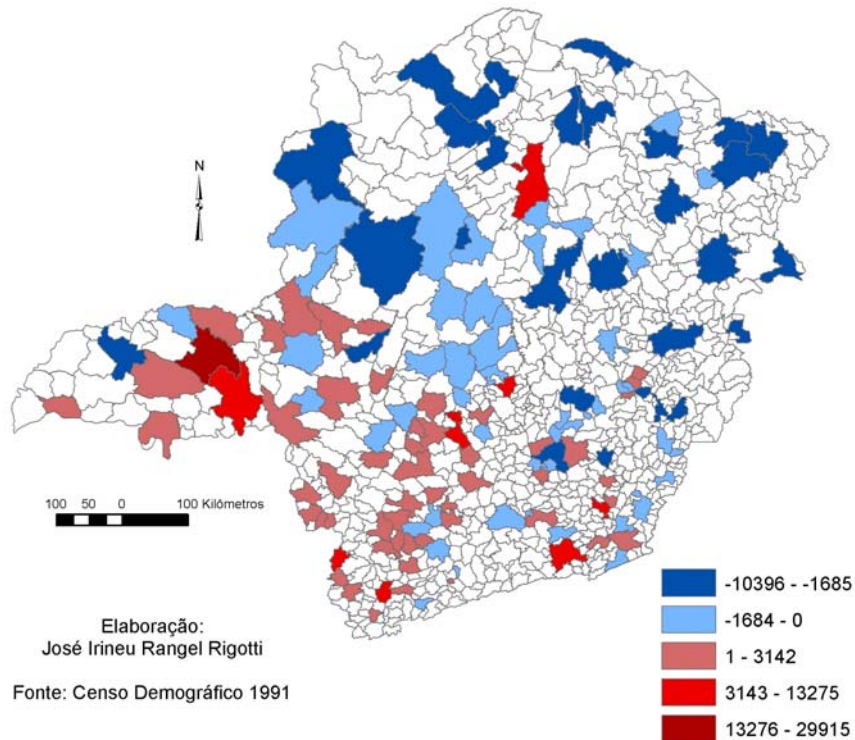 N
100 50 0 100 Kilômetros
Elaboração:
José Irineu Rangel Rigotti
Fonte: Censo Demográfico 1991
-10396 - -1685
-1684 - 0
1 - 3142
3143 - 13275
13276 - 29915